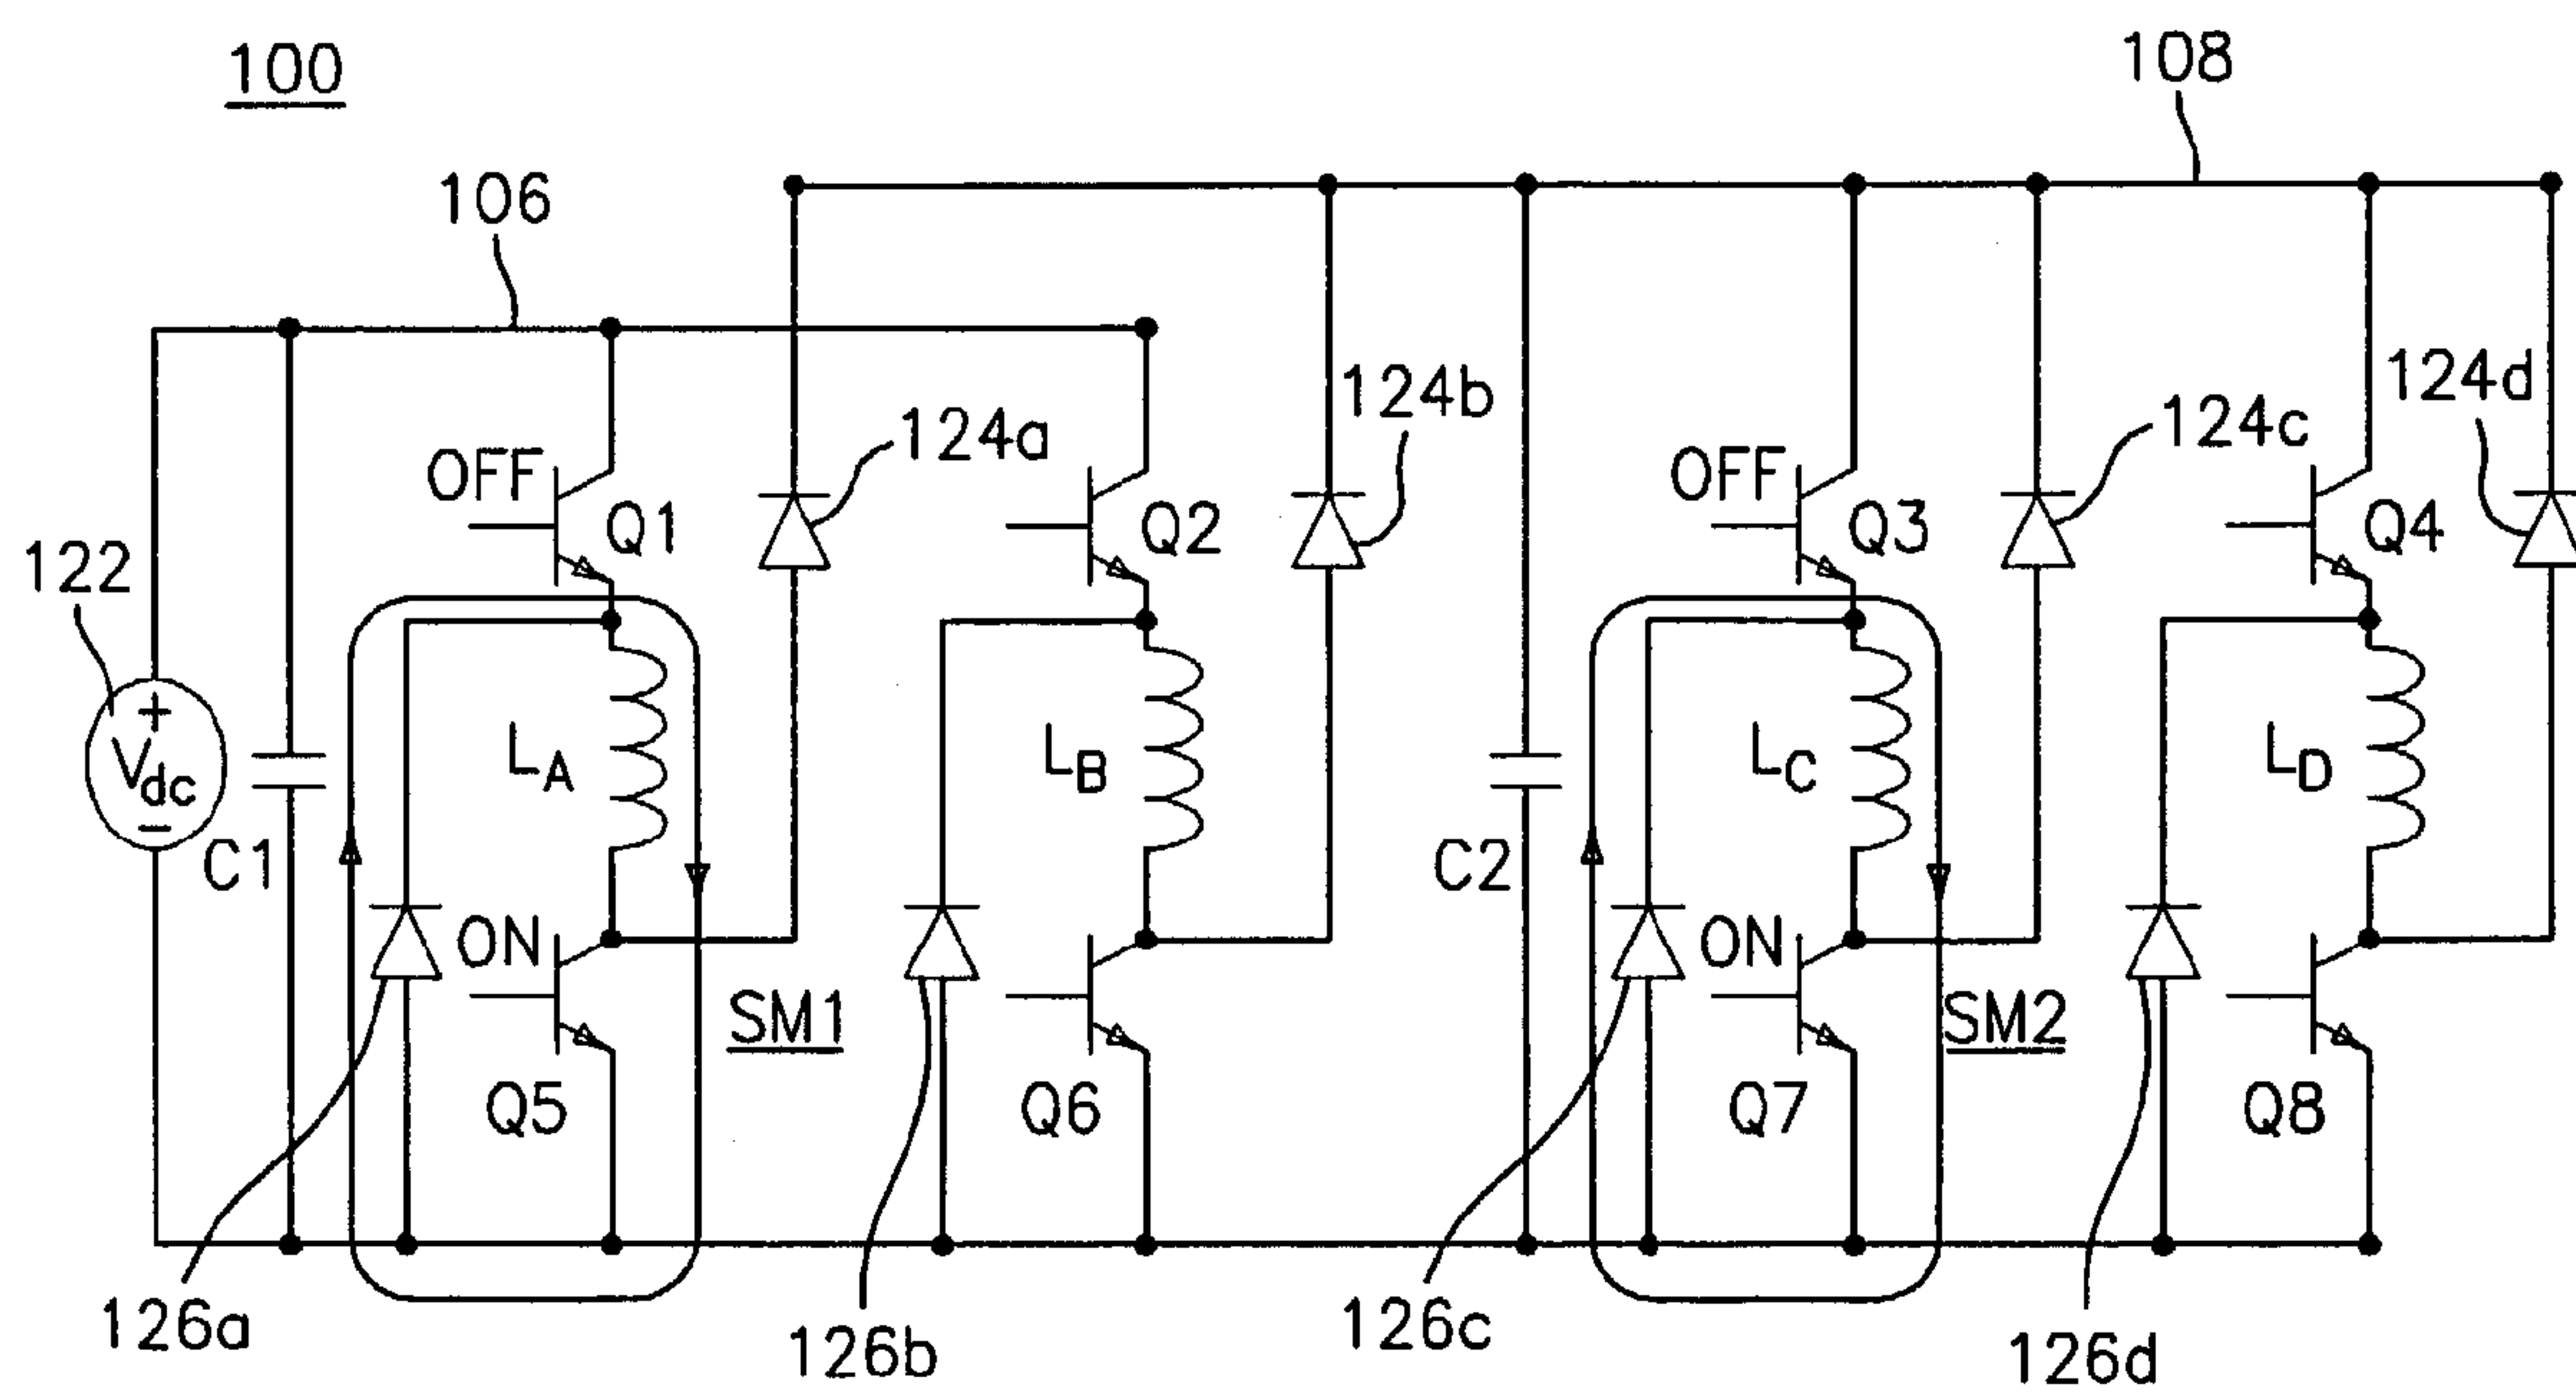 100
108
106
124b
124d
124a
124c
OFF
Q1
Q2
OFF
Q3
Q4
122
+
Vdc
−
C1
LA
LB
C2
LC
LD
ON
SM1
ON
SM2
Q5
Q6
Q7
Q8
126a
126b
126c
126d